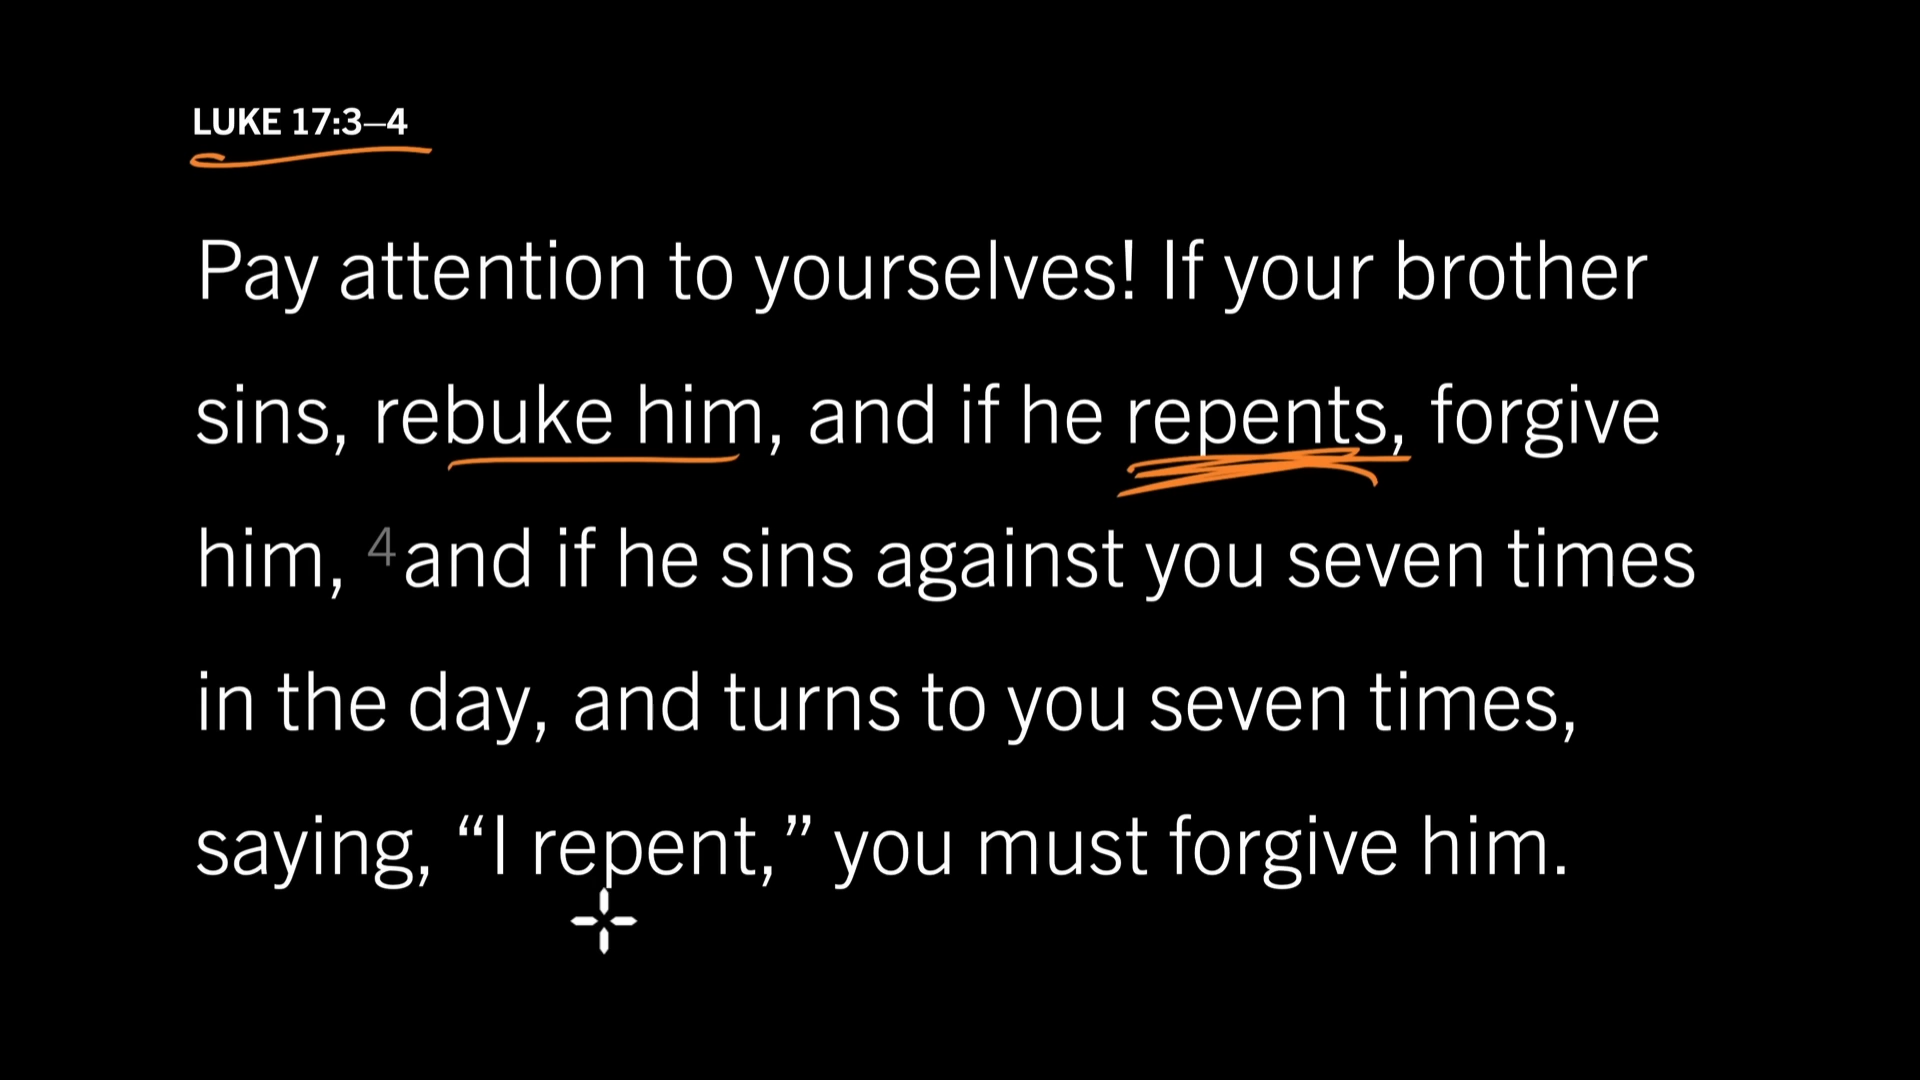 LUKE 17:3–4
Pay attention to yourselves! If your brother
sins, rebuke him, and if he repents, forgive
him, 4 and if he sins against you seven times
in the day, and turns to you seven times,
saying, “I repent,” you must forgive him.